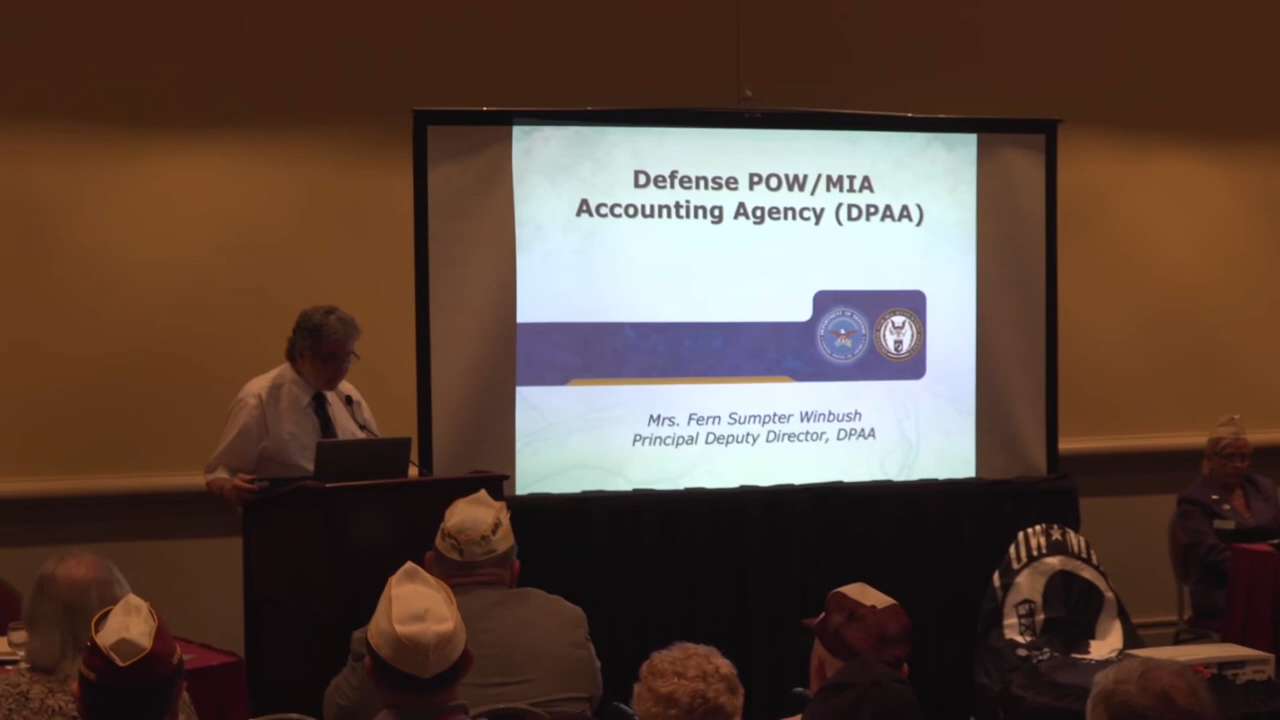 Defense POW/MIA
Accounting Agency (DPAA)
Mrs. Fern Sumpter Winbush
Principal Deputy Director, DPAA